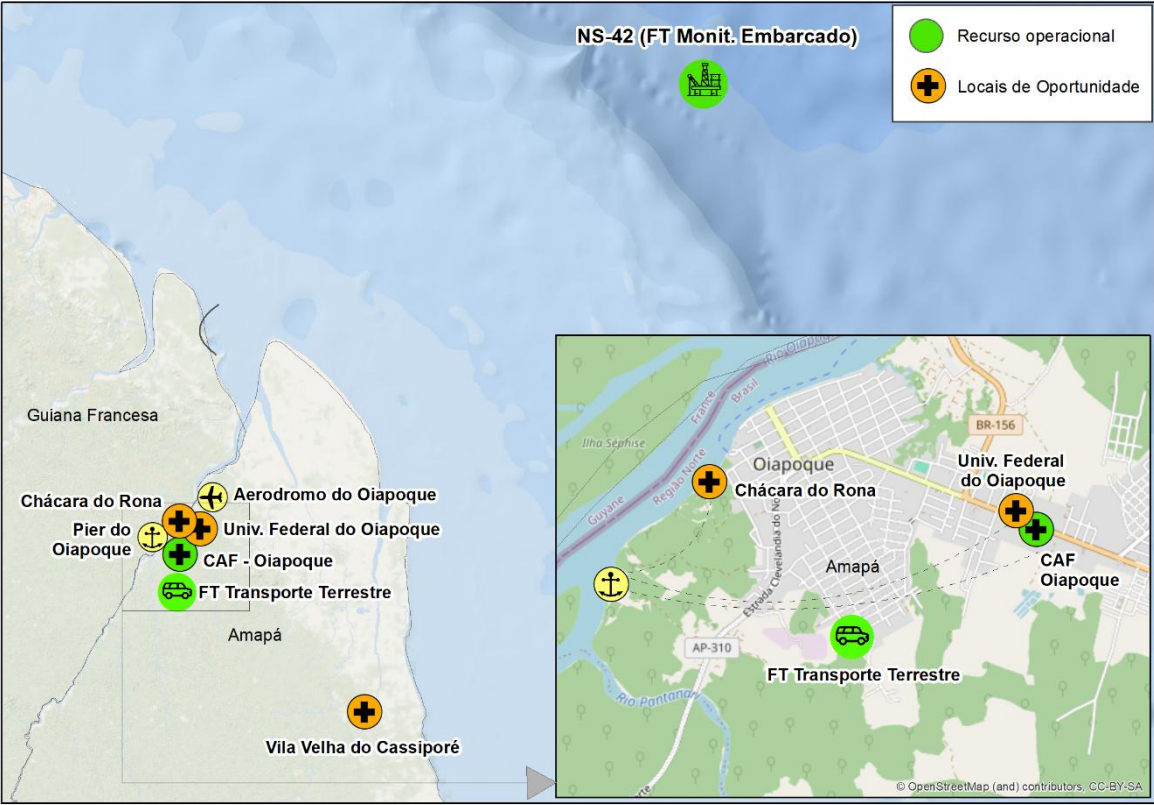 NS-42 (FT Monit. Embarcado)
Recurso operacional
Locais de Oportunidade
Guiana Francesa
Chácara do Rona
Aerodromo do Oiapoque
Pier do
Oiapoque
Univ. Federal do Oiapoque
CAF - Oiapoque
FT Transporte Terrestre
Amapá
Vila Velha do Cassiporé
Rio Oiapoque
France
Brasil
Ilha Sephise
Guyane
Região Norte
Oiapoque
BR-156
Univ. Federal
do Oiapoque
Chácara do Rona
CAF
Oiapoque
Amapá
Estrada Clevelandia do No
AP-310
FT Transporte Terrestre
Rio Pantanar
© OpenStreetMap (and) contributors, CC-BY-SA